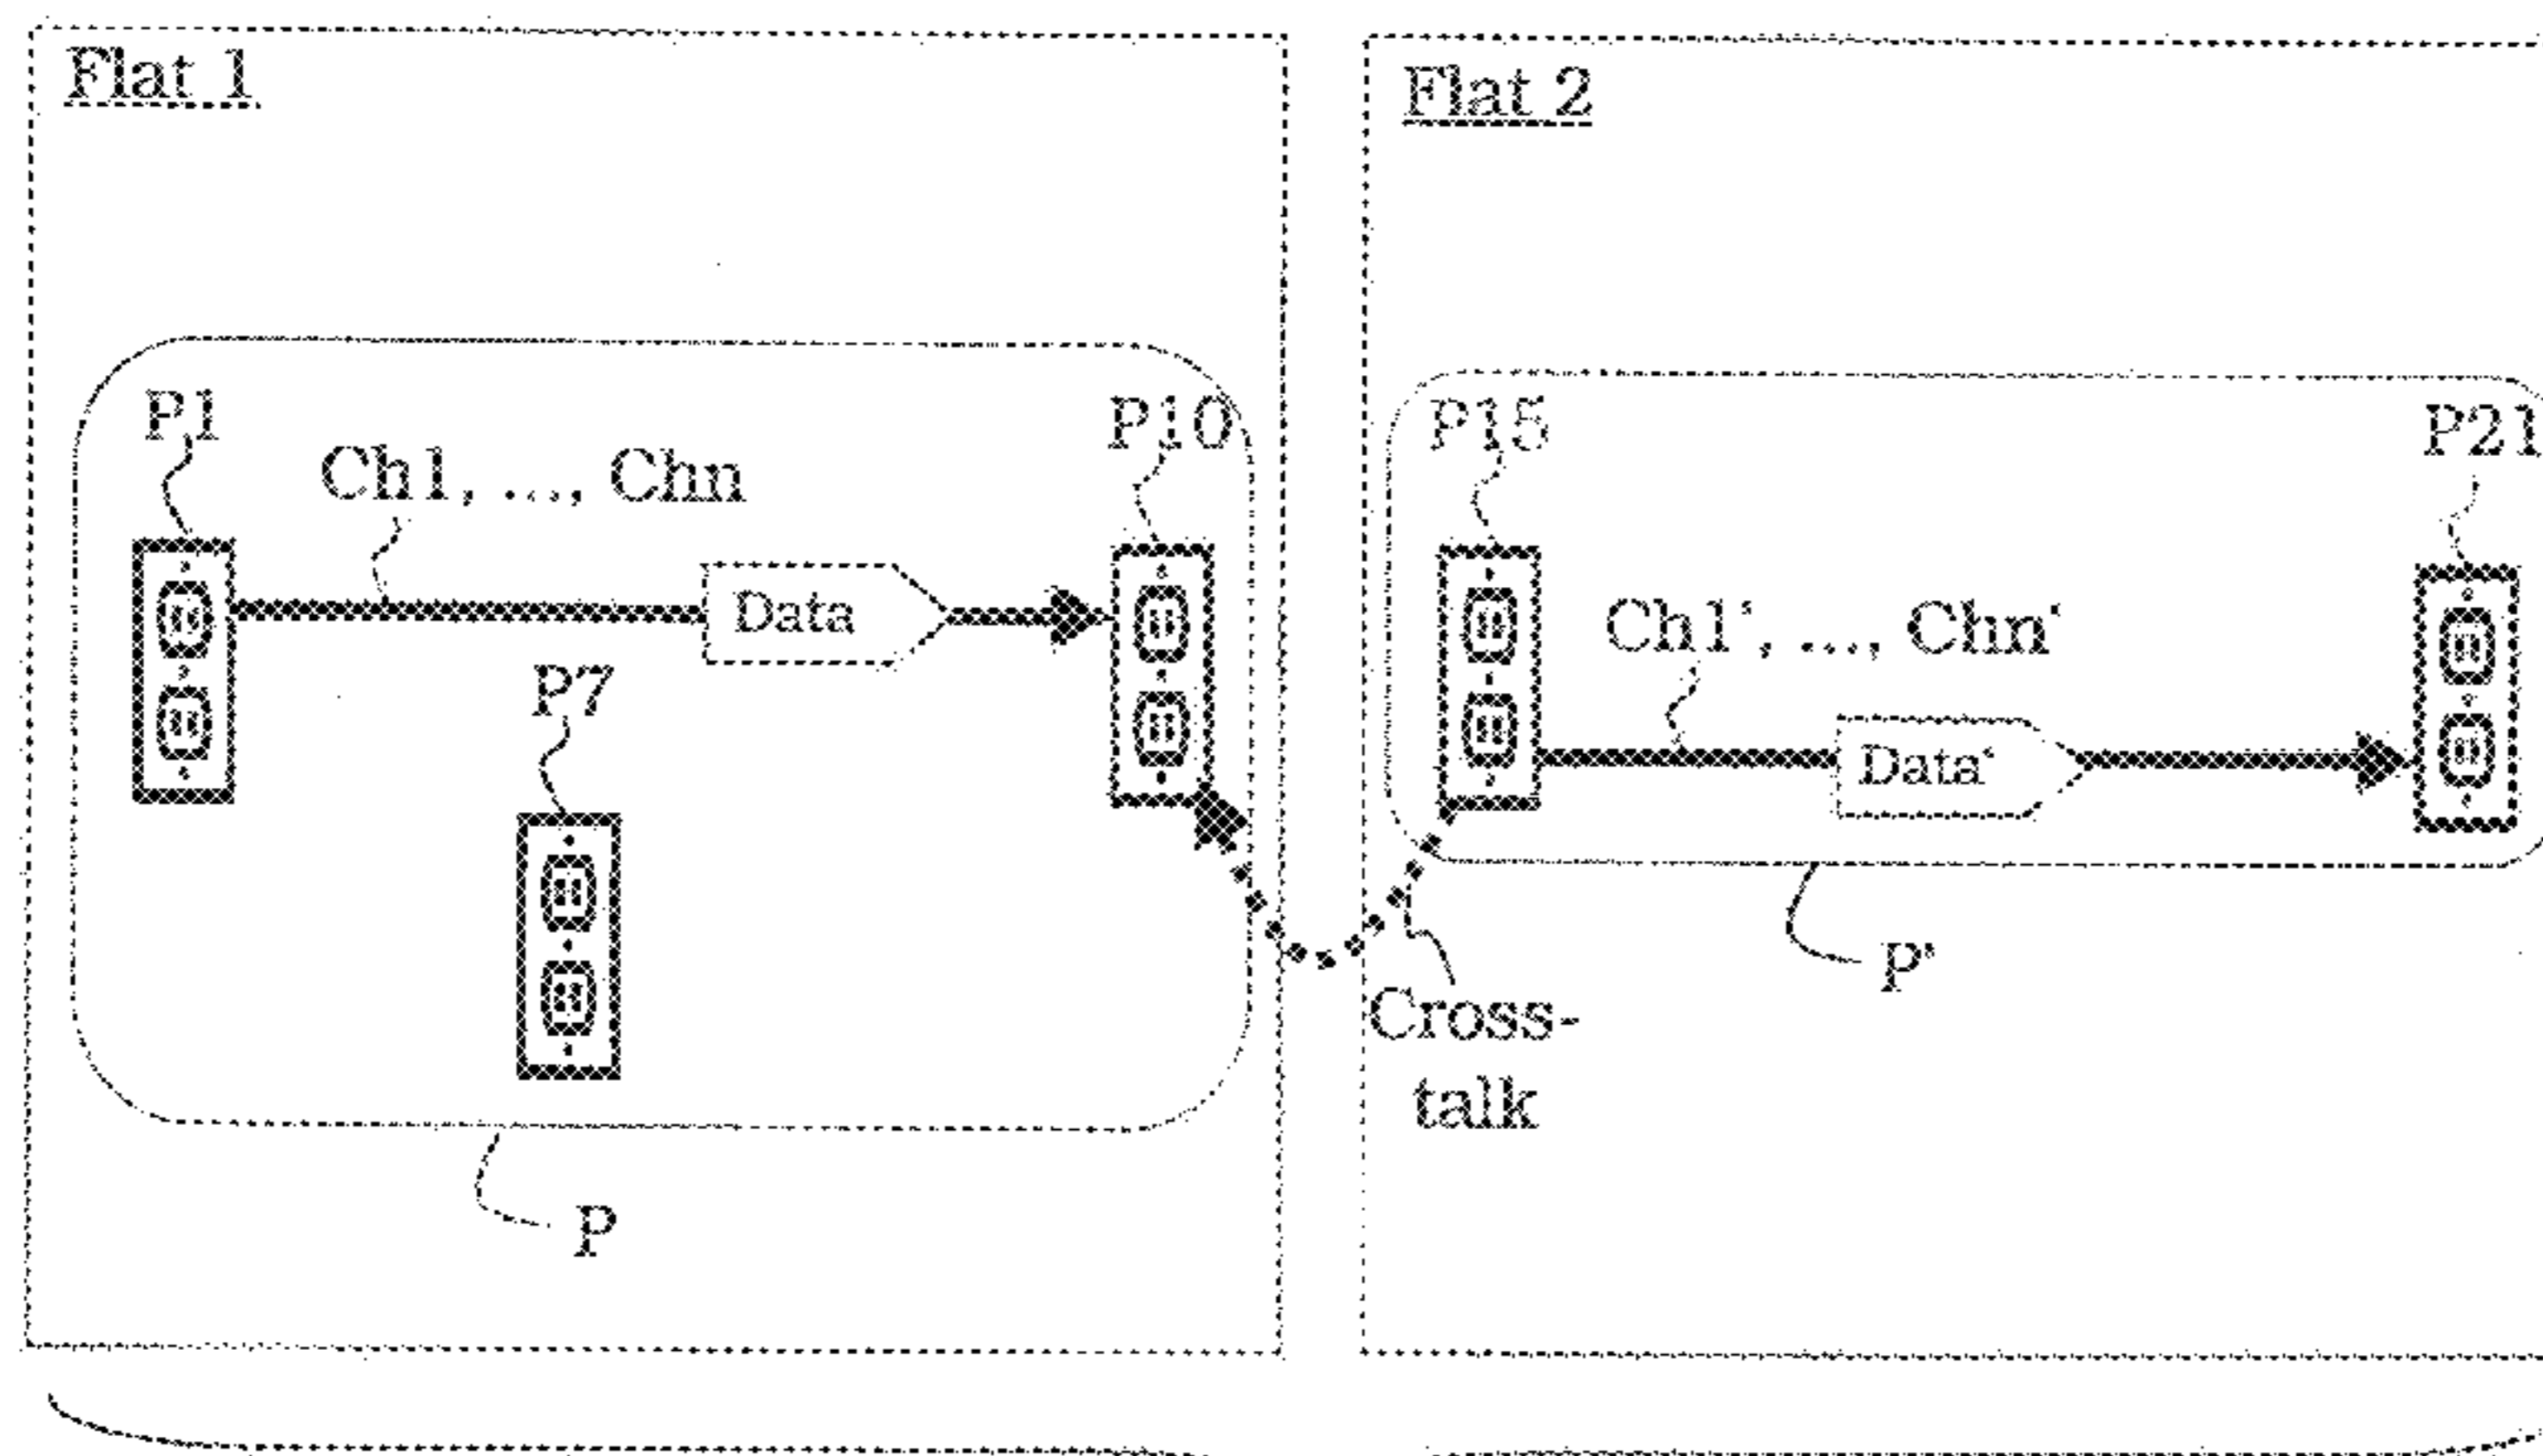 Flat 1
Flat 2
P1
Ch1, ..., Chn
P10
P15
P21
Data
P7
Ch1‘, ..., Chn‘
Data‘
P‘
Cross-
talk
P